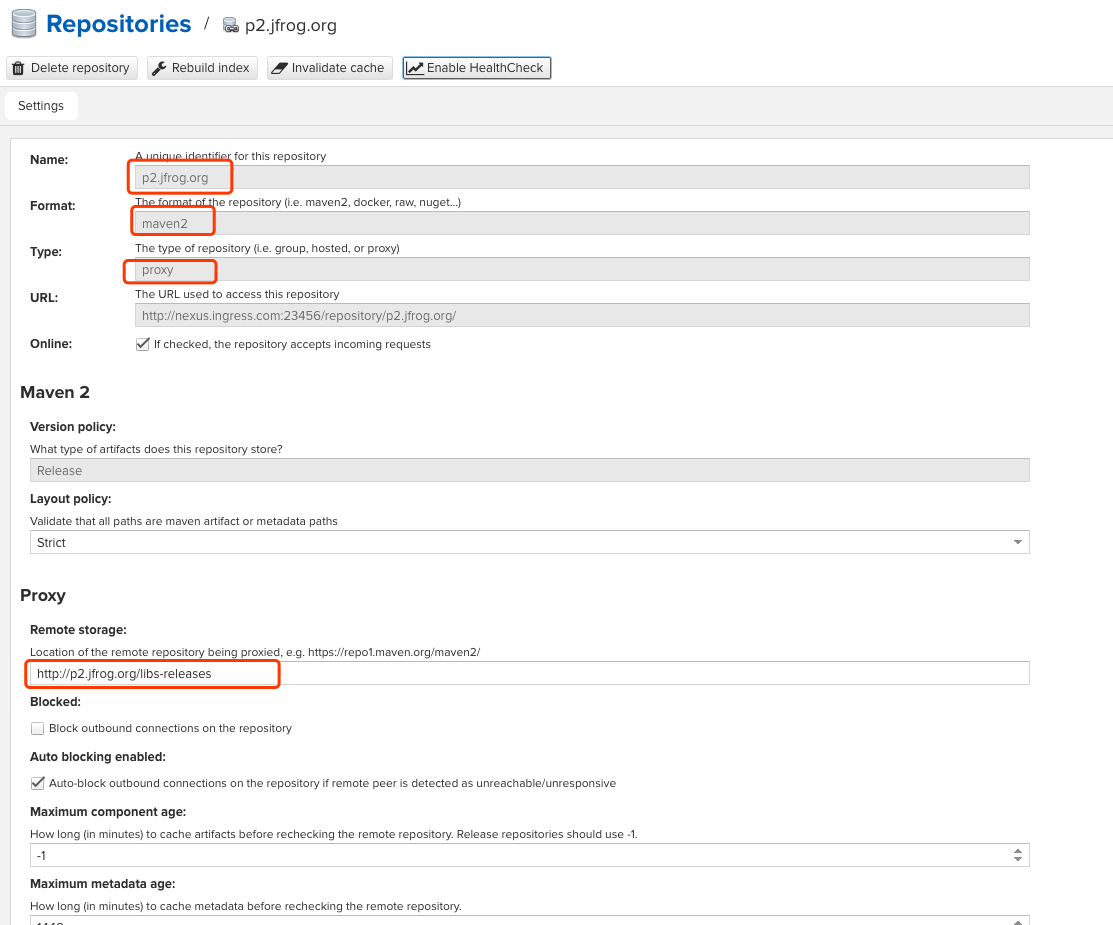 Repositories / p2.jfrog.org
Delete repository Rebuild index Invalidate cache Enable HealthCheck
Settings
Name: A unique identifier for this repository
p2.jfrog.org
Format: The format of the repository (i.e. maven2, docker, raw, nuget...)
maven2
Type: The type of repository (i.e. group, hosted, or proxy)
proxy
URL: The URL used to access this repository
http://nexus.ingress.com:23456/repository/p2.jfrog.org/
Online: If checked, the repository accepts incoming requests
Maven 2
Version policy:
What type of artifacts does this repository store?
Release
Layout policy:
Validate that all paths are maven artifact or metadata paths
Strict
Proxy
Remote storage:
Location of the remote repository being proxied, e.g. https://repo1.maven.org/maven2/
http://p2.jfrog.org/libs-releases
Blocked:
Block outbound connections on the repository
Auto blocking enabled:
Auto-block outbound connections on the repository if remote peer is detected as unreachable/unresponsive
Maximum component age:
How long (in minutes) to cache artifacts before rechecking the remote repository. Release repositories should use -1.
-1
Maximum metadata age:
How long (in minutes) to cache metadata before rechecking the remote repository.